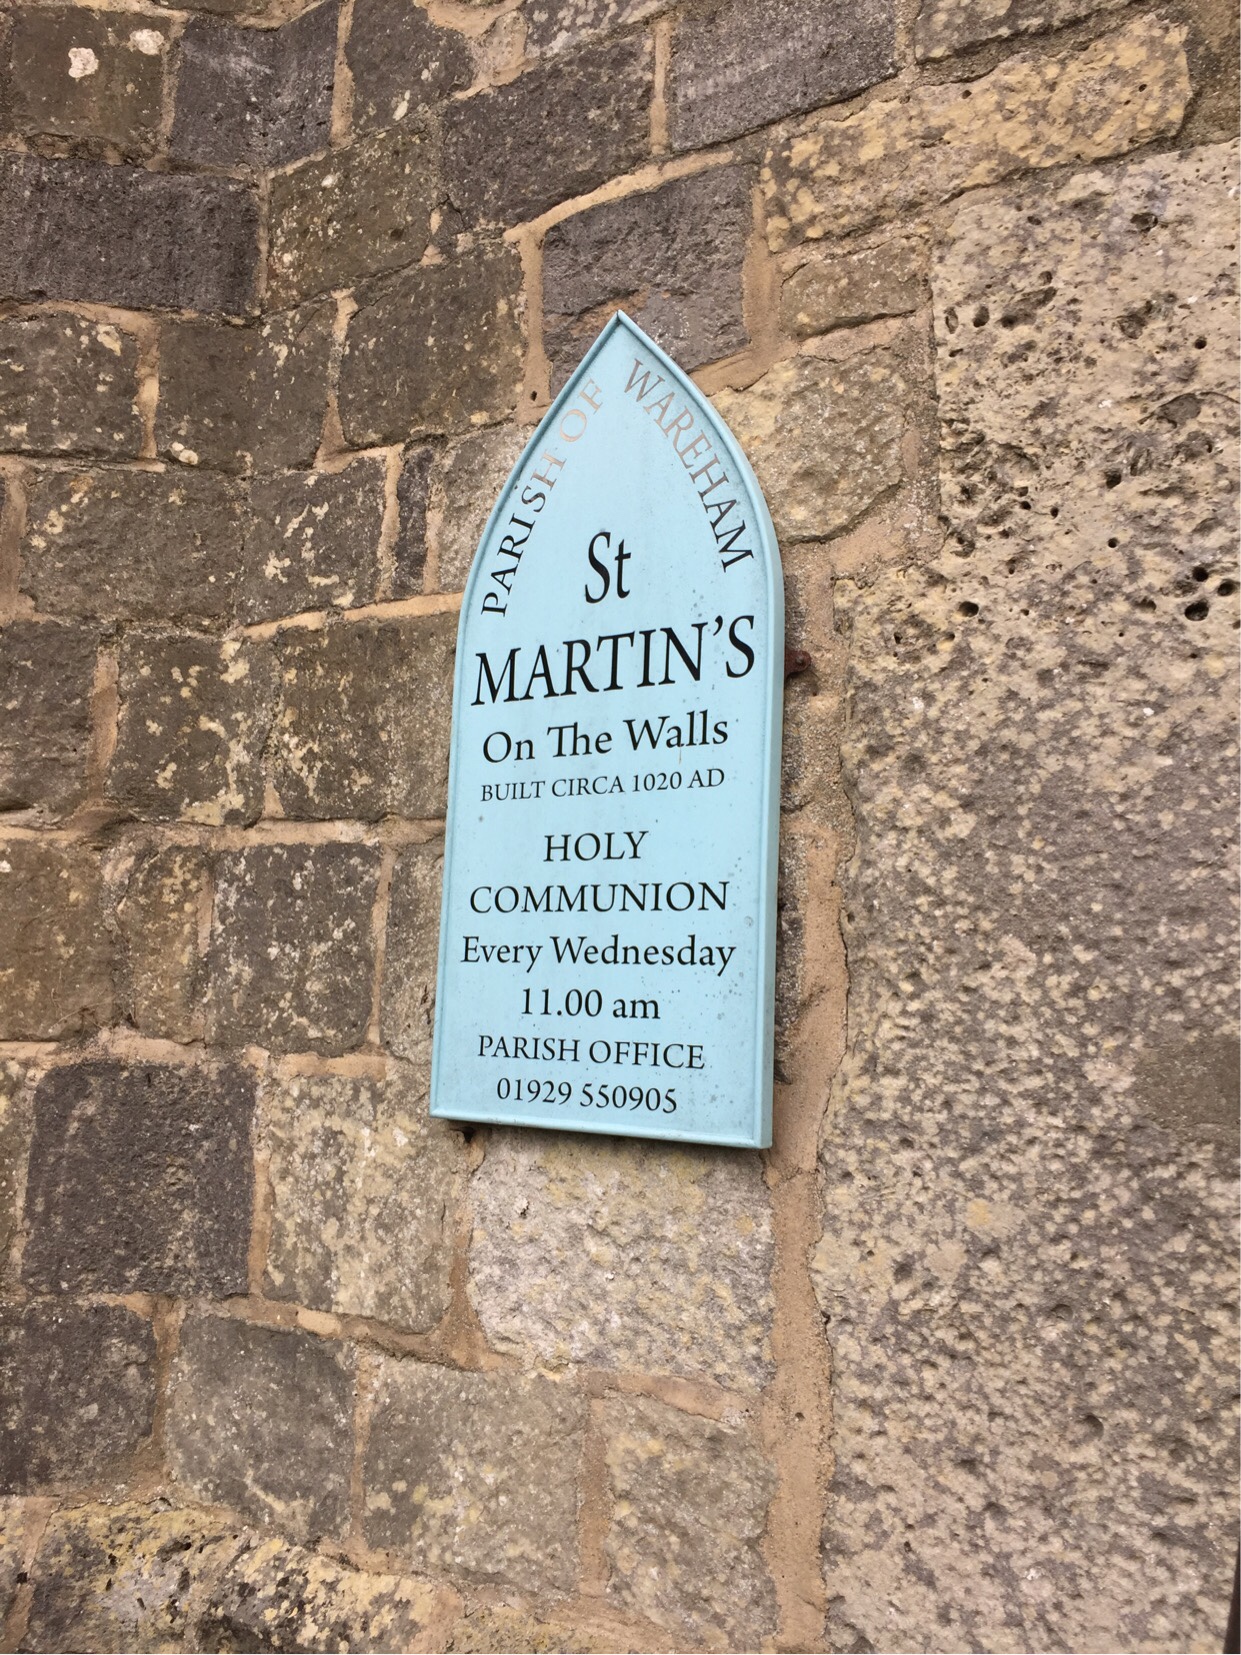 PARISH OF WAREHAM
St
MARTIN'S
On The Walls
BUILT CIRCA 1020 AD
HOLY
COMMUNION
Every Wednesday
11.00 am
PARISH OFFICE
01929 550905